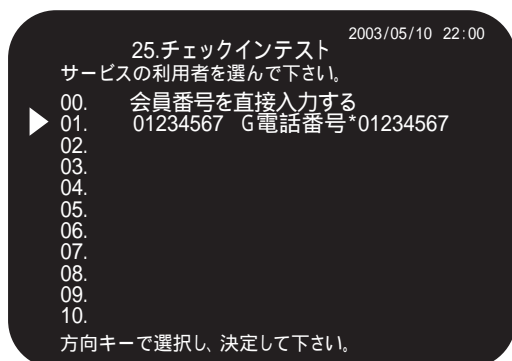 2003/05/10 22:00
25.チェックインテスト
サービスの利用者を選んで下さい。
00. 会員番号を直接入力する
01. 01234567 G電話番号*01234567
02.
03.
04.
05.
06.
07.
08.
09.
10.
方向キーで選択し、決定して下さい。